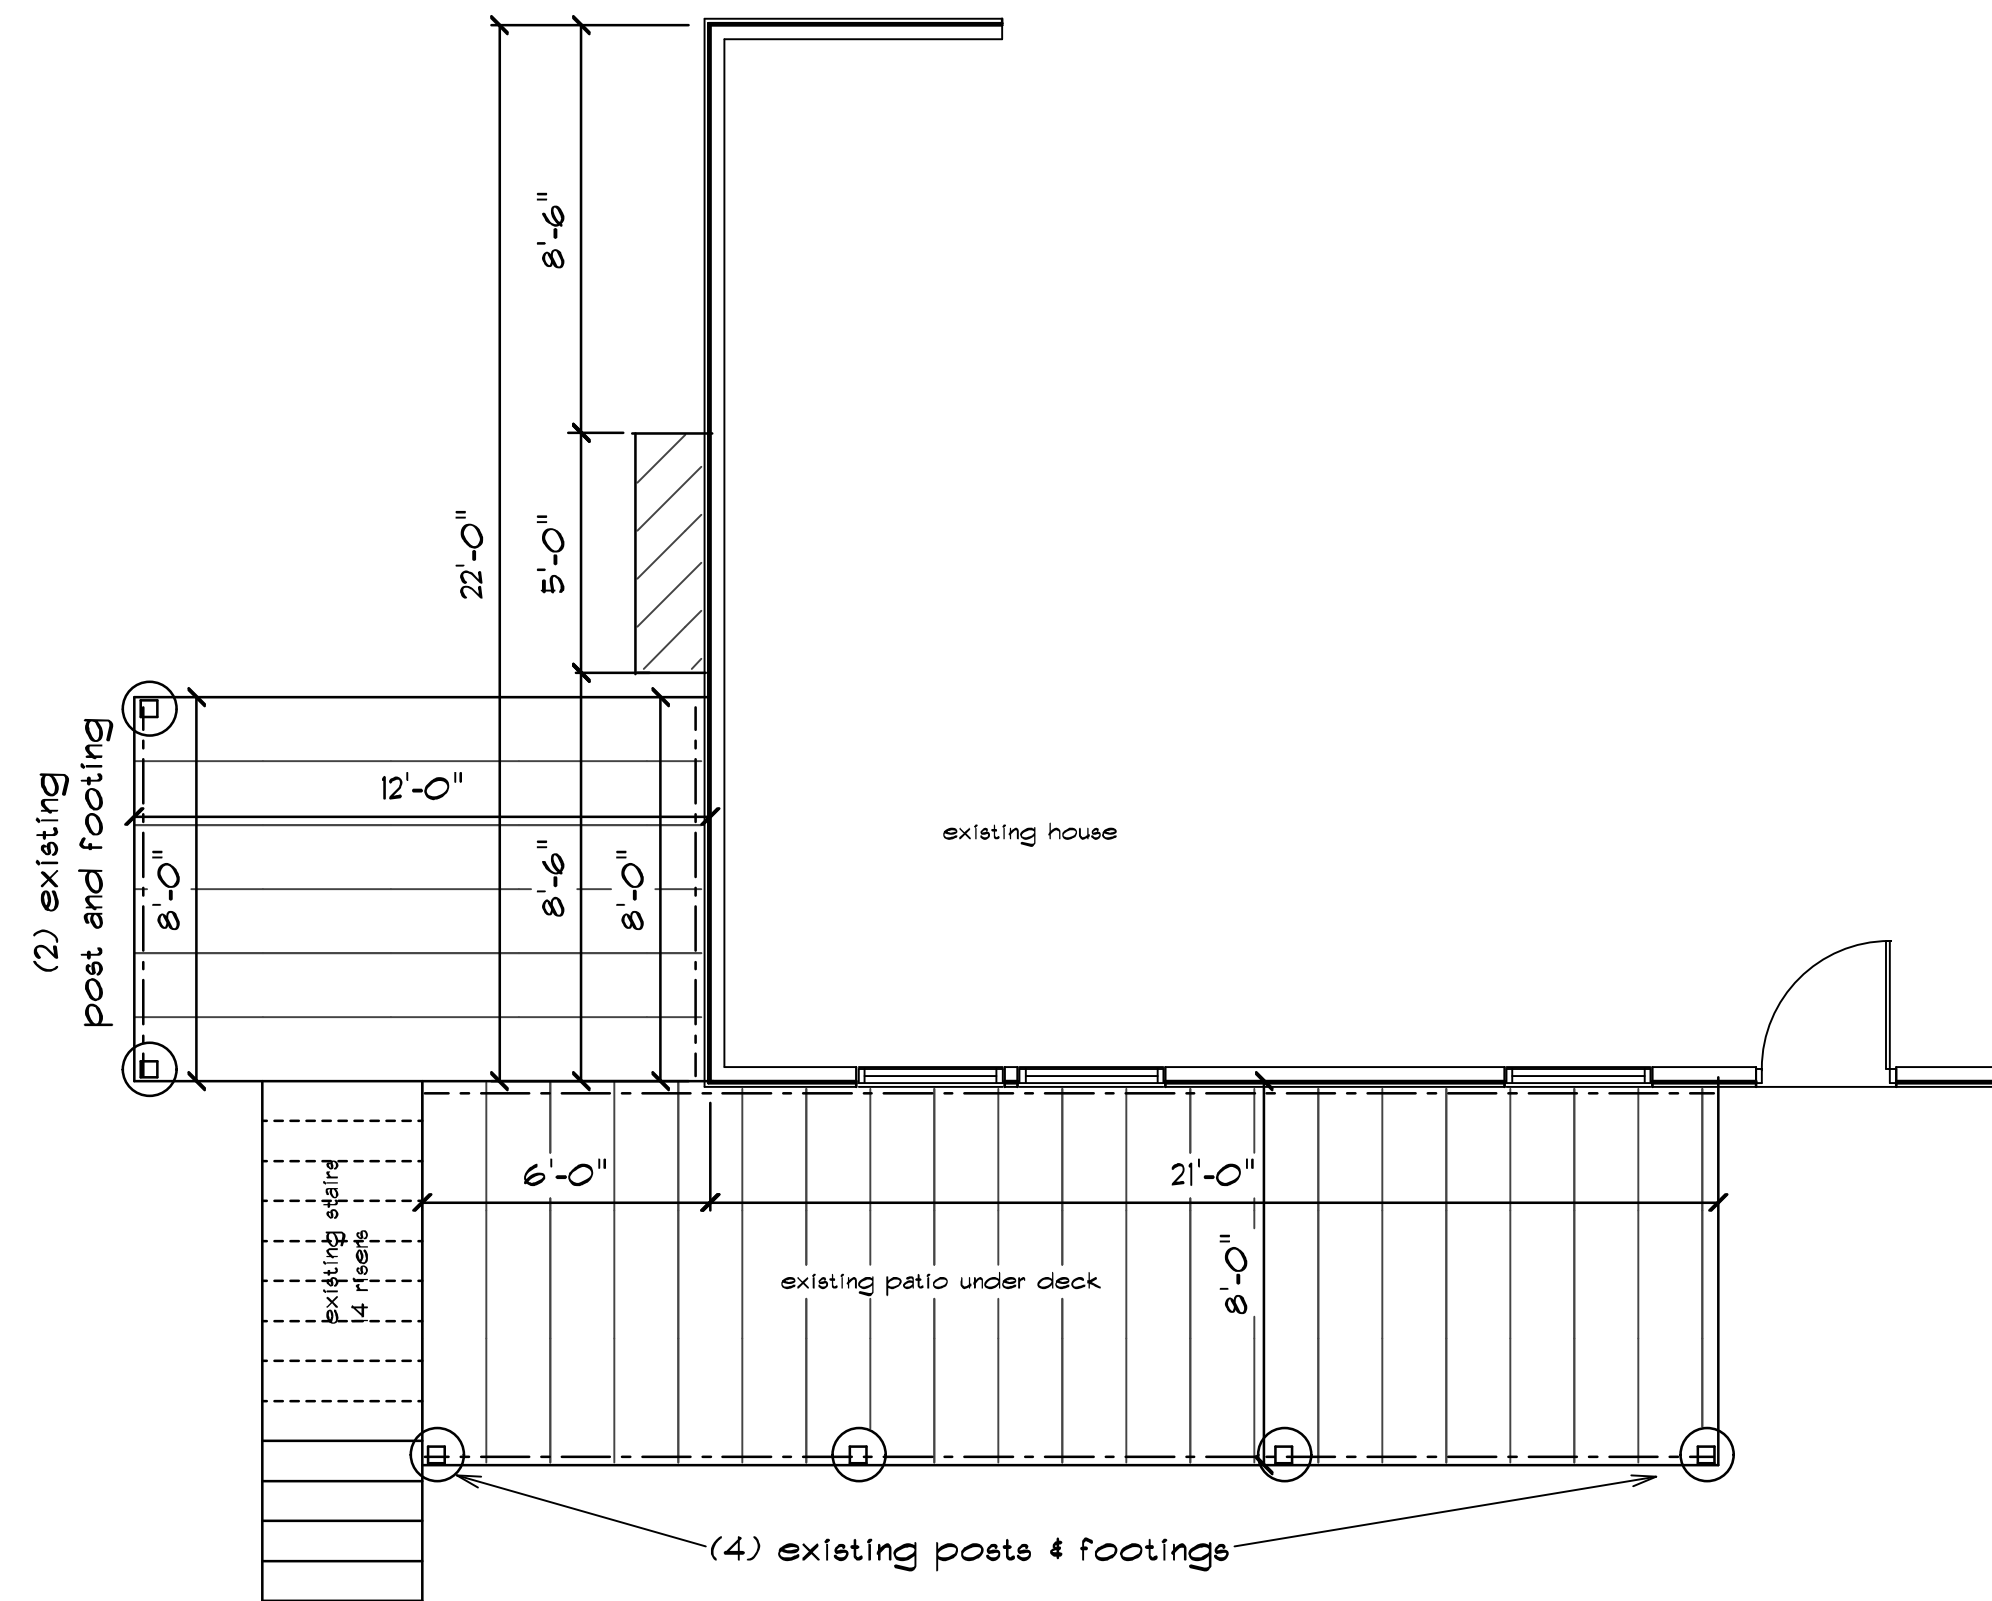 8'-6"
22'-0"
5'-0"
12'-0"
(2) existing
post and footing
8'-0"
8'-6"
8'-0"
existing house
6'-0"
21'-0"
existing stairs
14 risers
existing patio under deck
8'-0"
(4) existing posts & footings